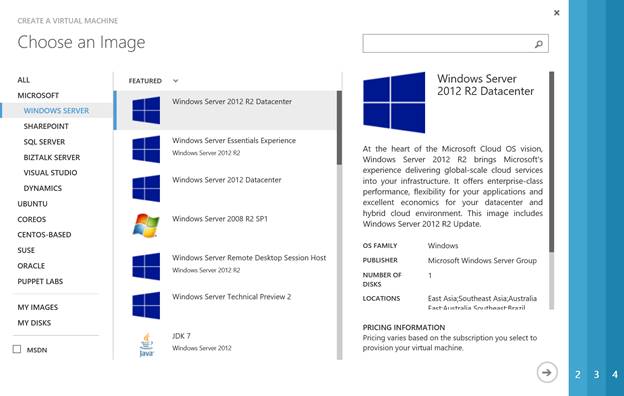 CREATE A VIRTUAL MACHINE
Choose an Image
ALL
MICROSOFT
WINDOWS SERVER
SHAREPOINT
SQL SERVER
BIZTALK SERVER
VISUAL STUDIO
DYNAMICS
UBUNTU
COREOS
CENTOS-BASED
SUSE
ORACLE
PUPPET LABS
MY IMAGES
MY DISKS
MSDN
FEATURED
Windows Server 2012 R2 Datacenter
Windows Server Essentials Experience
Windows Server 2012 R2
Windows Server 2012 Datacenter
Windows Server 2008 R2 SP1
Windows Server Remote Desktop Session Host
Windows Server 2012 R2
Windows Server Technical Preview 2
JDK 7
Windows Server 2012
Java
Windows Server
2012 R2 Datacenter
At the heart of the Microsoft Cloud OS vision,
Windows Server 2012 R2 brings Microsoft's
experience delivering global-scale cloud services
into your infrastructure. It offers enterprise-class
performance, flexibility for your applications and
excellent economics for your datacenter and
hybrid cloud environment. This image includes
Windows Server 2012 R2 Update.
OS FAMILY Windows
PUBLISHER Microsoft Windows Server Group
NUMBER OF 1
DISKS
LOCATIONS East Asia;Southeast Asia;Australia
East;Australia Southeast;Brazil
PRICING INFORMATION
Pricing varies based on the subscription you select to
provision your virtual machine.
2 3 4